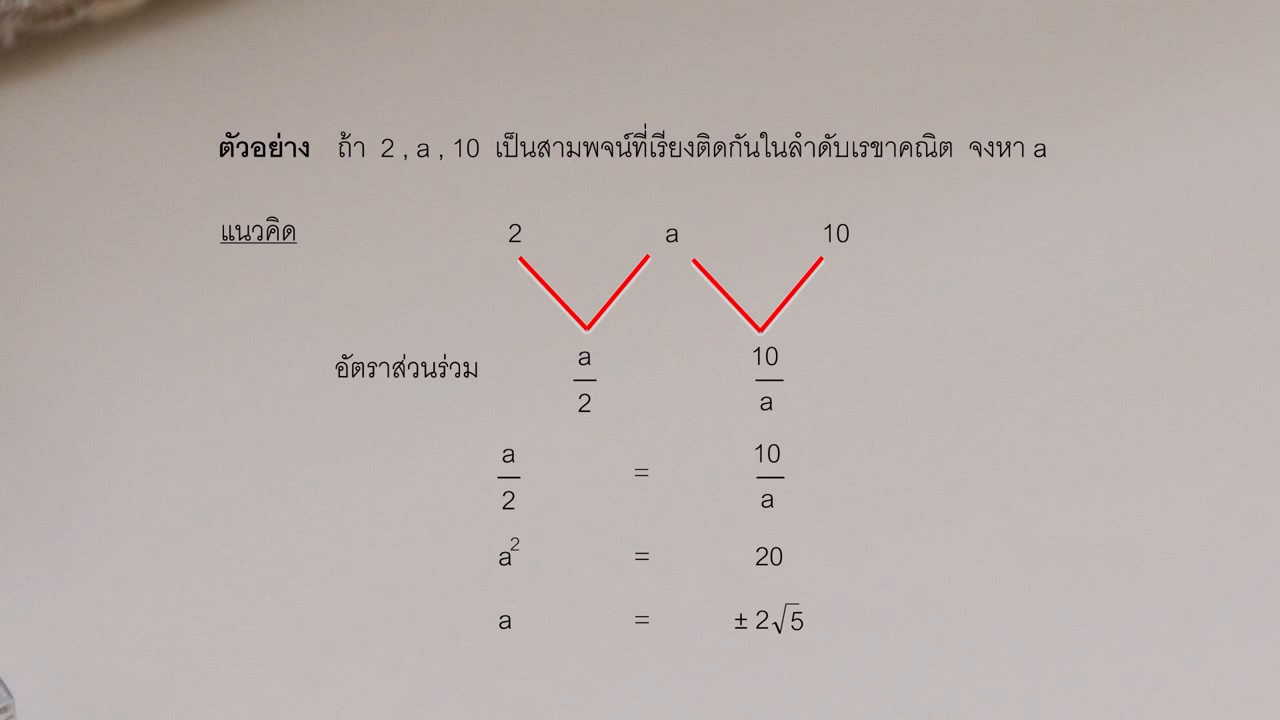 ตัวอย่าง ถ้า 2 , a , 10 เป็นสามพจน์ที่เรียงติดกันในลำดับเรขาคณิต จงหา a
แนวคิด 2 a 10
อัตราส่วนร่วม a/2 10/a
a/2 = 10/a
a² = 20
a = ± 2√5